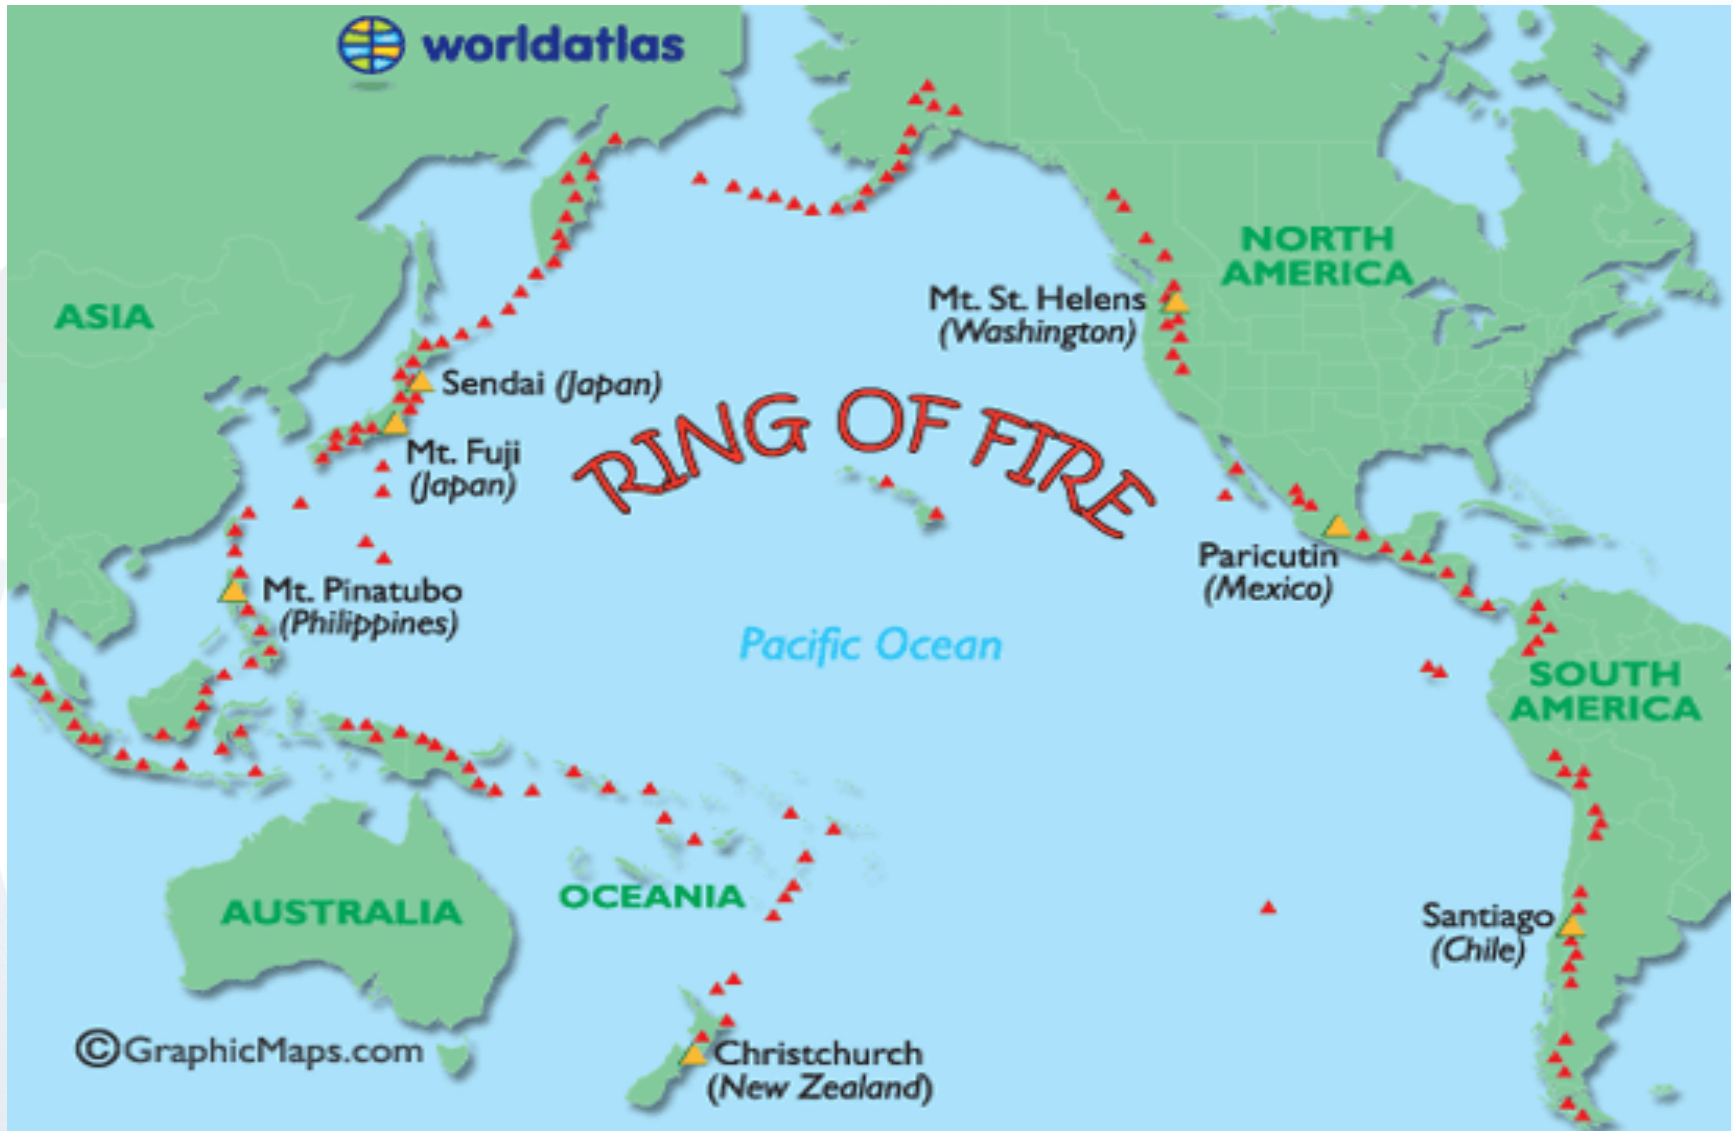 worldatlas
NORTH
AMERICA
ASIA
Mt. St. Helens
(Washington)
Sendai (Japan)
RING OF FIRE
Mt. Fuji
(Japan)
Paricutin
(Mexico)
Mt. Pinatubo
(Philippines)
Pacific Ocean
SOUTH
AMERICA
OCEANIA
AUSTRALIA
Santiago
(Chile)
©GraphicMaps.com
Christchurch
(New Zealand)